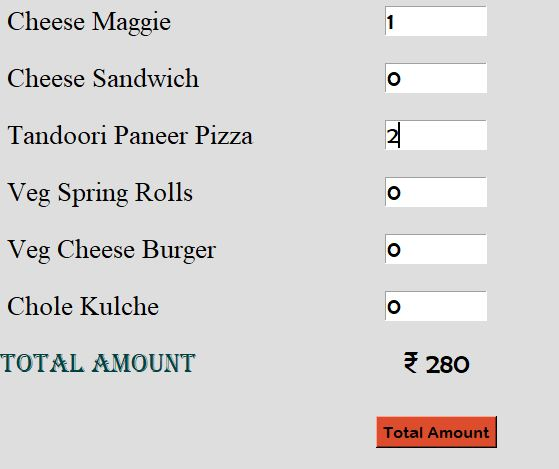 Cheese Maggie 1
Cheese Sandwich 0
Tandoori Paneer Pizza 2
Veg Spring Rolls 0
Veg Cheese Burger 0
Chole Kulche 0
TOTAL AMOUNT ₹ 280
Total Amount